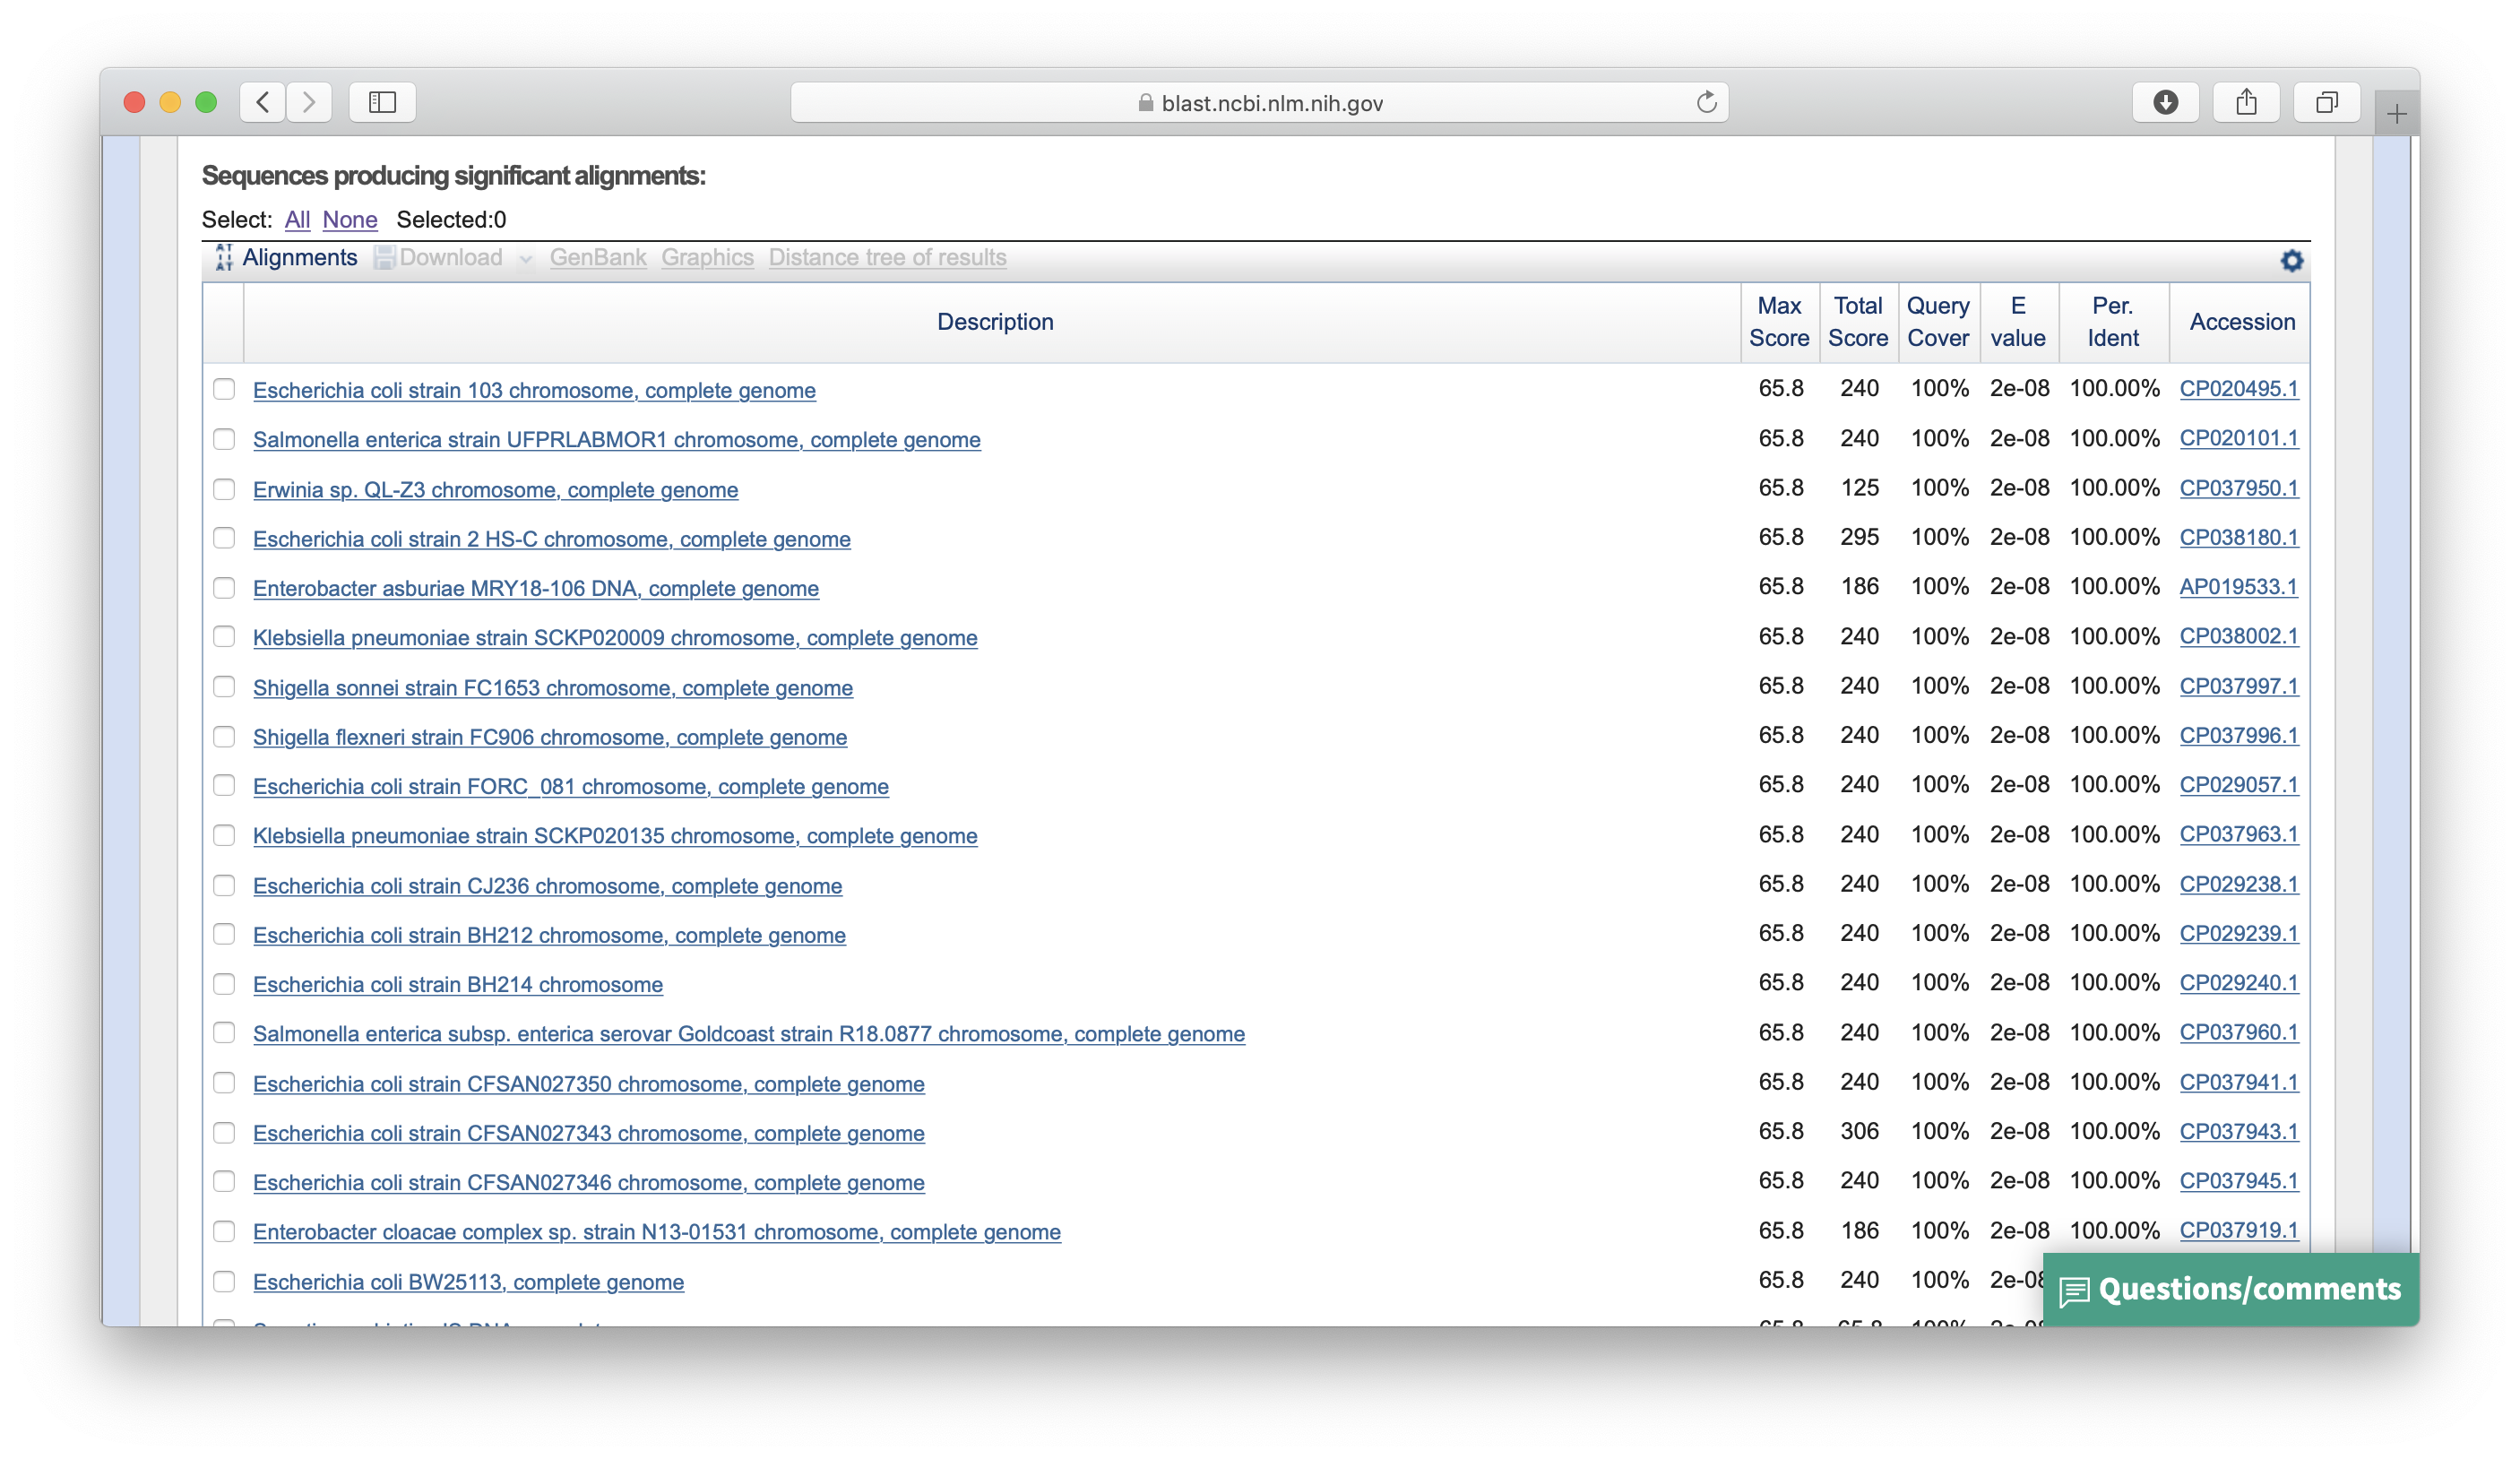 blast.ncbi.nlm.nih.gov
Sequences producing significant alignments:
Select: All None Selected:0
AT
AT
Alignments Download GenBank Graphics Distance tree of results
Description Max Score Total Score Query Cover E value Per. Ident Accession
Escherichia coli strain 103 chromosome, complete genome 65.8 240 100% 2e-08 100.00% CP020495.1
Salmonella enterica strain UFPRLABMOR1 chromosome, complete genome 65.8 240 100% 2e-08 100.00% CP020101.1
Erwinia sp. QL-Z3 chromosome, complete genome 65.8 125 100% 2e-08 100.00% CP037950.1
Escherichia coli strain 2 HS-C chromosome, complete genome 65.8 295 100% 2e-08 100.00% CP038180.1
Enterobacter asburiae MRY18-106 DNA, complete genome 65.8 186 100% 2e-08 100.00% AP019533.1
Klebsiella pneumoniae strain SCKP020009 chromosome, complete genome 65.8 240 100% 2e-08 100.00% CP038002.1
Shigella sonnei strain FC1653 chromosome, complete genome 65.8 240 100% 2e-08 100.00% CP037997.1
Shigella flexneri strain FC906 chromosome, complete genome 65.8 240 100% 2e-08 100.00% CP037996.1
Escherichia coli strain FORC_081 chromosome, complete genome 65.8 240 100% 2e-08 100.00% CP029057.1
Klebsiella pneumoniae strain SCKP020135 chromosome, complete genome 65.8 240 100% 2e-08 100.00% CP037963.1
Escherichia coli strain CJ236 chromosome, complete genome 65.8 240 100% 2e-08 100.00% CP029238.1
Escherichia coli strain BH212 chromosome, complete genome 65.8 240 100% 2e-08 100.00% CP029239.1
Escherichia coli strain BH214 chromosome 65.8 240 100% 2e-08 100.00% CP029240.1
Salmonella enterica subsp. enterica serovar Goldcoast strain R18.0877 chromosome, complete genome 65.8 240 100% 2e-08 100.00% CP037960.1
Escherichia coli strain CFSAN027350 chromosome, complete genome 65.8 240 100% 2e-08 100.00% CP037941.1
Escherichia coli strain CFSAN027343 chromosome, complete genome 65.8 306 100% 2e-08 100.00% CP037943.1
Escherichia coli strain CFSAN027346 chromosome, complete genome 65.8 240 100% 2e-08 100.00% CP037945.1
Enterobacter cloacae complex sp. strain N13-01531 chromosome, complete genome 65.8 186 100% 2e-08 100.00% CP037919.1
Escherichia coli BW25113, complete genome 65.8 240 100% 2e-08
Questions/comments